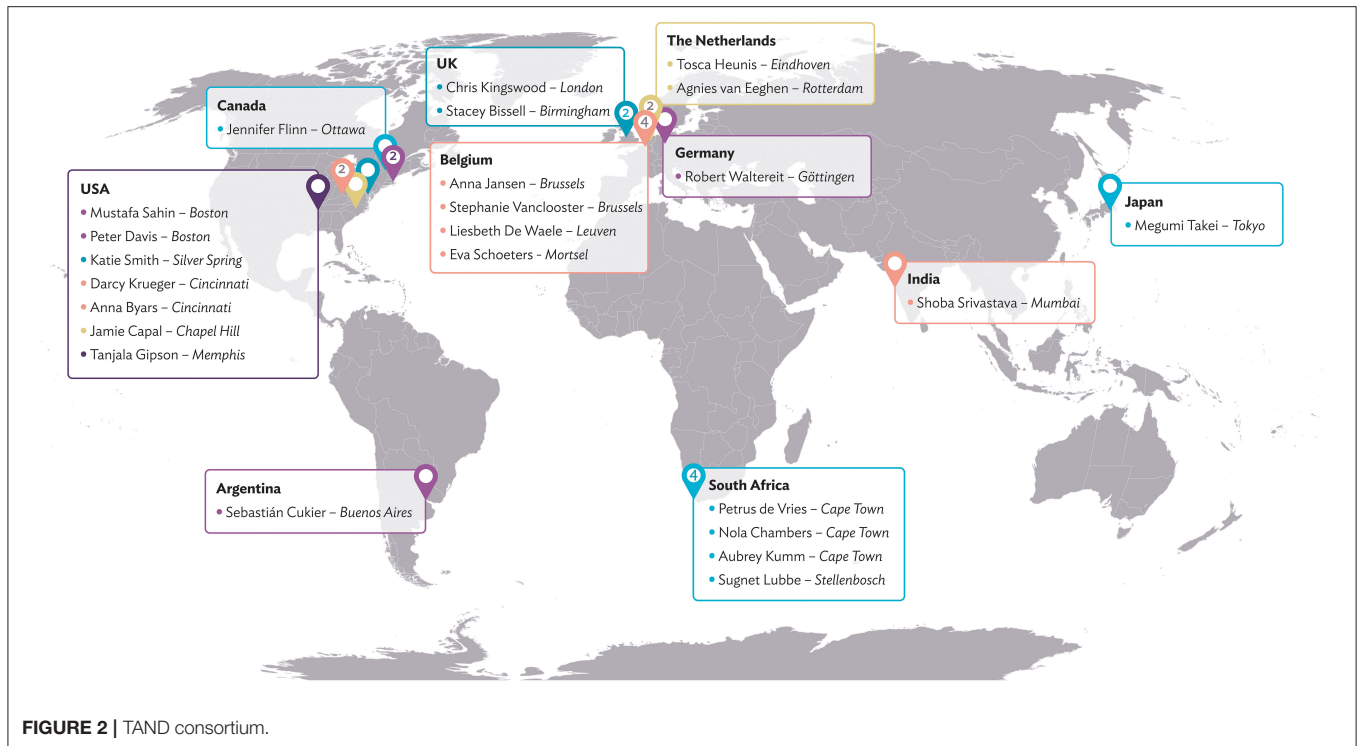 The Netherlands
• Tosca Heunis – Eindhoven
• Agnies van Eeghen – Rotterdam
UK
• Chris Kingswood – London
• Stacey Bissell – Birmingham
Canada
• Jennifer Flinn – Ottawa
2
2
4
2
2
Belgium
• Anna Jansen – Brussels
• Stephanie Vanclooster – Brussels
• Liesbeth De Waele – Leuven
• Eva Schoeters - Mortsel
Germany
• Robert Waltereit – Göttingen
USA
• Mustafa Sahin – Boston
• Peter Davis – Boston
• Katie Smith – Silver Spring
• Darcy Krueger – Cincinnati
• Anna Byars – Cincinnati
• Jamie Capal – Chapel Hill
• Tanjala Gipson – Memphis
Japan
• Megumi Takei – Tokyo
India
• Shoba Srivastava – Mumbai
Argentina
• Sebastián Cukier – Buenos Aires
4
South Africa
• Petrus de Vries – Cape Town
• Nola Chambers – Cape Town
• Aubrey Kumm – Cape Town
• Sugnet Lubbe – Stellenbosch
FIGURE 2 | TAND consortium.